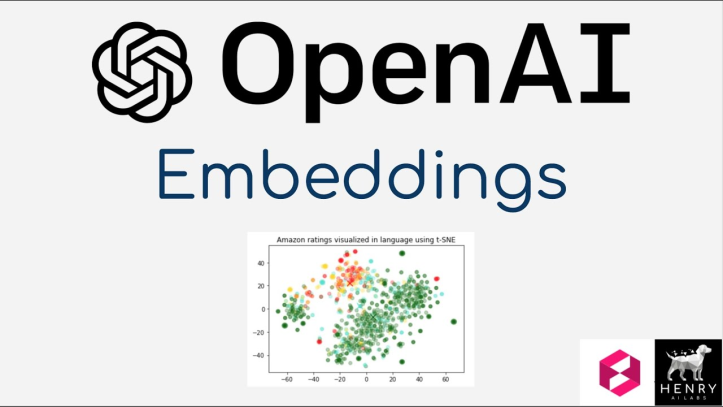 OpenAI
Embeddings
Amazon ratings visualized in language using t-SNE
40
20
0
−20
−40
−60 −40 −20 0 20 40 60
HENRY
AI LABS